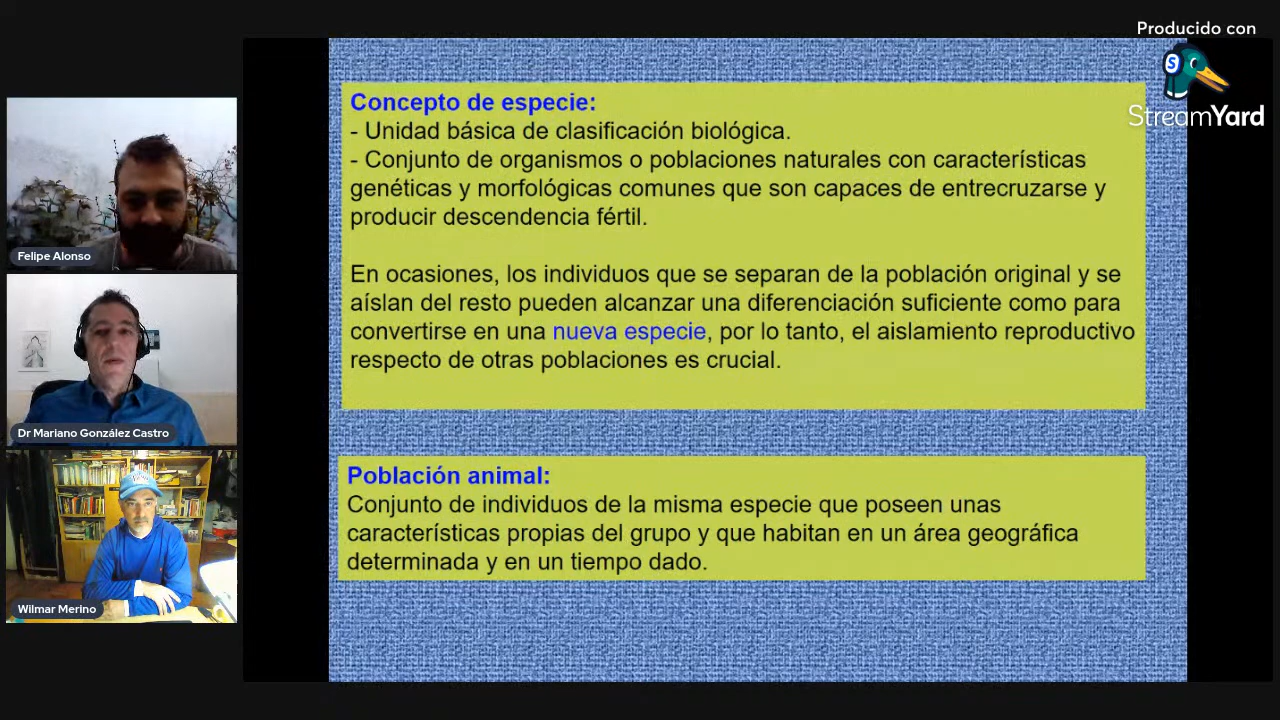 Producido con
StreamYard
Concepto de especie:
- Unidad básica de clasificación biológica.
- Conjunto de organismos o poblaciones naturales con características
genéticas y morfológicas comunes que son capaces de entrecruzarse y
producir descendencia fértil.
En ocasiones, los individuos que se separan de la población original y se
aíslan del resto pueden alcanzar una diferenciación suficiente como para
convertirse en una nueva especie, por lo tanto, el aislamiento reproductivo
respecto de otras poblaciones es crucial.
Población animal:
Conjunto de individuos de la misma especie que poseen unas
características propias del grupo y que habitan en un área geográfica
determinada y en un tiempo dado.
Felipe Alonso
Dr Mariano González Castro
Wilmar Merino